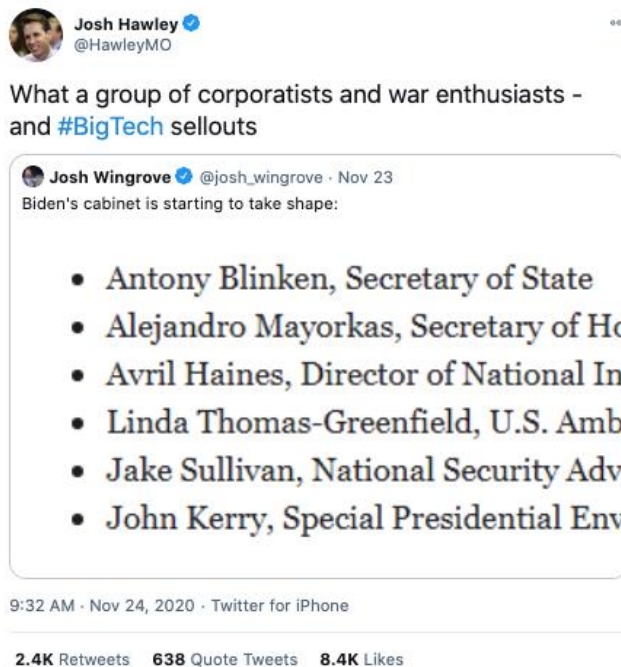 Josh Hawley
@HawleyMO
What a group of corporatists and war enthusiasts -
and #BigTech sellouts
Josh Wingrove @josh_wingrove · Nov 23
Biden's cabinet is starting to take shape:
• Antony Blinken, Secretary of State
• Alejandro Mayorkas, Secretary of Ho
• Avril Haines, Director of National In
• Linda Thomas-Greenfield, U.S. Amb
• Jake Sullivan, National Security Adv
• John Kerry, Special Presidential Env
9:32 AM · Nov 24, 2020 · Twitter for iPhone
2.4K Retweets 638 Quote Tweets 8.4K Likes